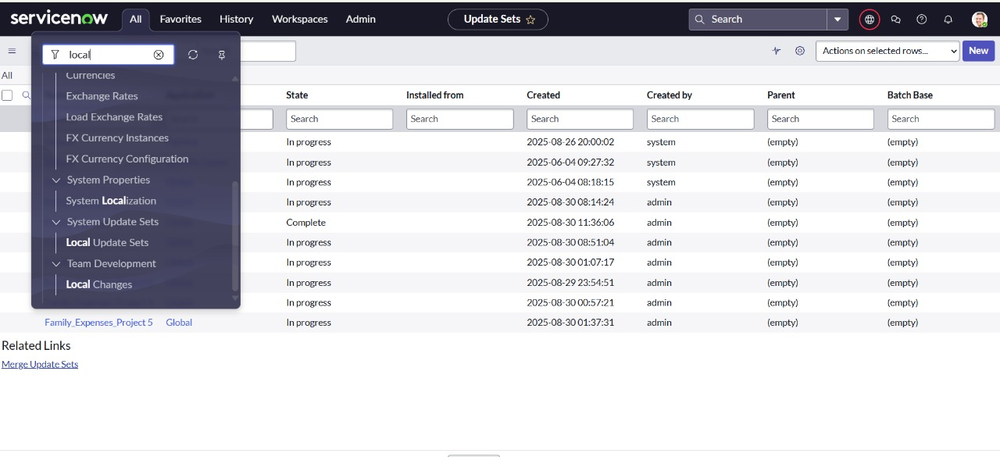 servicenow All Favorites History Workspaces Admin Update Sets Search
local Actions on selected rows... New
All
Currencies
Exchange Rates
Load Exchange Rates
FX Currency Instances
FX Currency Configuration
System Properties
System Localization
System Update Sets
Local Update Sets
Team Development
Local Changes
State Installed from Created Created by Parent Batch Base
Search Search Search Search Search Search
In progress 2025-08-26 20:00:02 system (empty) (empty)
In progress 2025-06-04 09:27:32 system (empty) (empty)
In progress 2025-06-04 08:18:15 system (empty) (empty)
In progress 2025-08-30 08:14:24 admin (empty) (empty)
Complete 2025-08-30 11:36:06 admin (empty) (empty)
In progress 2025-08-30 08:51:04 admin (empty) (empty)
In progress 2025-08-30 01:07:17 admin (empty) (empty)
In progress 2025-08-29 23:54:51 admin (empty) (empty)
In progress 2025-08-30 00:57:21 admin (empty) (empty)
Family_Expenses_Project 5 Global In progress 2025-08-30 01:37:31 admin (empty) (empty)
Related Links
Merge Update Sets